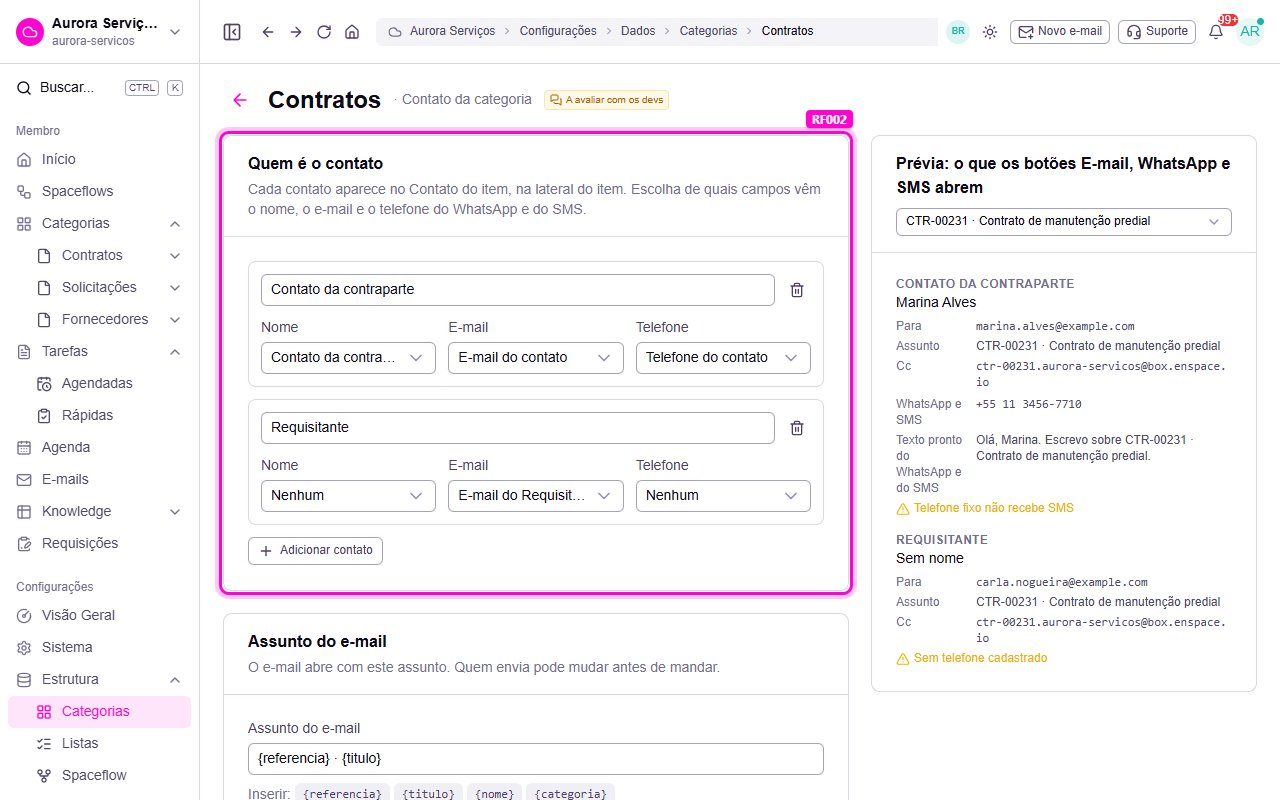 Aurora Serviç...
aurora-servicos
Buscar...
CTRL K
Membro
Início
Spaceflows
Categorias
Contratos
Solicitações
Fornecedores
Tarefas
Agendadas
Rápidas
Agenda
E-mails
Knowledge
Requisições
Configurações
Visão Geral
Sistema
Estrutura
Categorias
Listas
Spaceflow
Aurora Serviços > Configurações > Dados > Categorias > Contratos
BR
Novo e-mail
Suporte
99+
AR
Contratos · Contato da categoria
A avaliar com os devs
RF002
Quem é o contato
Cada contato aparece no Contato do item, na lateral do item. Escolha de quais campos vêm
o nome, o e-mail e o telefone do WhatsApp e do SMS.
Contato da contraparte
Nome E-mail Telefone
Contato da contra... E-mail do contato Telefone do contato
Requisitante
Nome E-mail Telefone
Nenhum E-mail do Requisit... Nenhum
Adicionar contato
Assunto do e-mail
O e-mail abre com este assunto. Quem envia pode mudar antes de mandar.
Assunto do e-mail
{referencia} · {titulo}
Inserir: {referencia} {titulo} {nome} {categoria}
Prévia: o que os botões E-mail, WhatsApp e
SMS abrem
CTR-00231 · Contrato de manutenção predial
CONTATO DA CONTRAPARTE
Marina Alves
Para marina.alves@example.com
Assunto CTR-00231 · Contrato de manutenção predial
Cc ctr-00231.aurora-servicos@box.enspace.
io
WhatsApp e +55 11 3456-7710
SMS
Texto pronto Olá, Marina. Escrevo sobre CTR-00231 ·
do Contrato de manutenção predial.
WhatsApp e
do SMS
Telefone fixo não recebe SMS
REQUISITANTE
Sem nome
Para carla.nogueira@example.com
Assunto CTR-00231 · Contrato de manutenção predial
Cc ctr-00231.aurora-servicos@box.enspace.
io
Sem telefone cadastrado